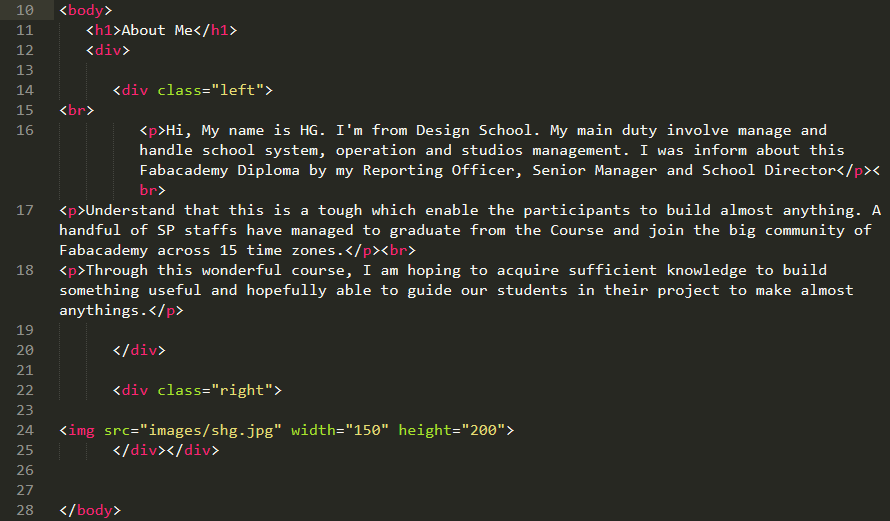 10 <body>
11 <h1>About Me</h1>
12 <div>
13
14 <div class="left">
15 <br>
16 <p>Hi, My name is HG. I'm from Design School. My main duty involve manage and
handle school system, operation and studios management. I was inform about this
Fabacademy Diploma by my Reporting Officer, Senior Manager and School Director</p><
br>
17 <p>Understand that this is a tough which enable the participants to build almost anything. A
handful of SP staffs have managed to graduate from the Course and join the big community of
Fabacademy across 15 time zones.</p><br>
18 <p>Through this wonderful course, I am hoping to acquire sufficient knowledge to build
something useful and hopefully able to guide our students in their project to make almost
anythings.</p>
19
20 </div>
21
22 <div class="right">
23
24 <img src="images/shg.jpg" width="150" height="200">
25 </div></div>
26
27
28 </body>